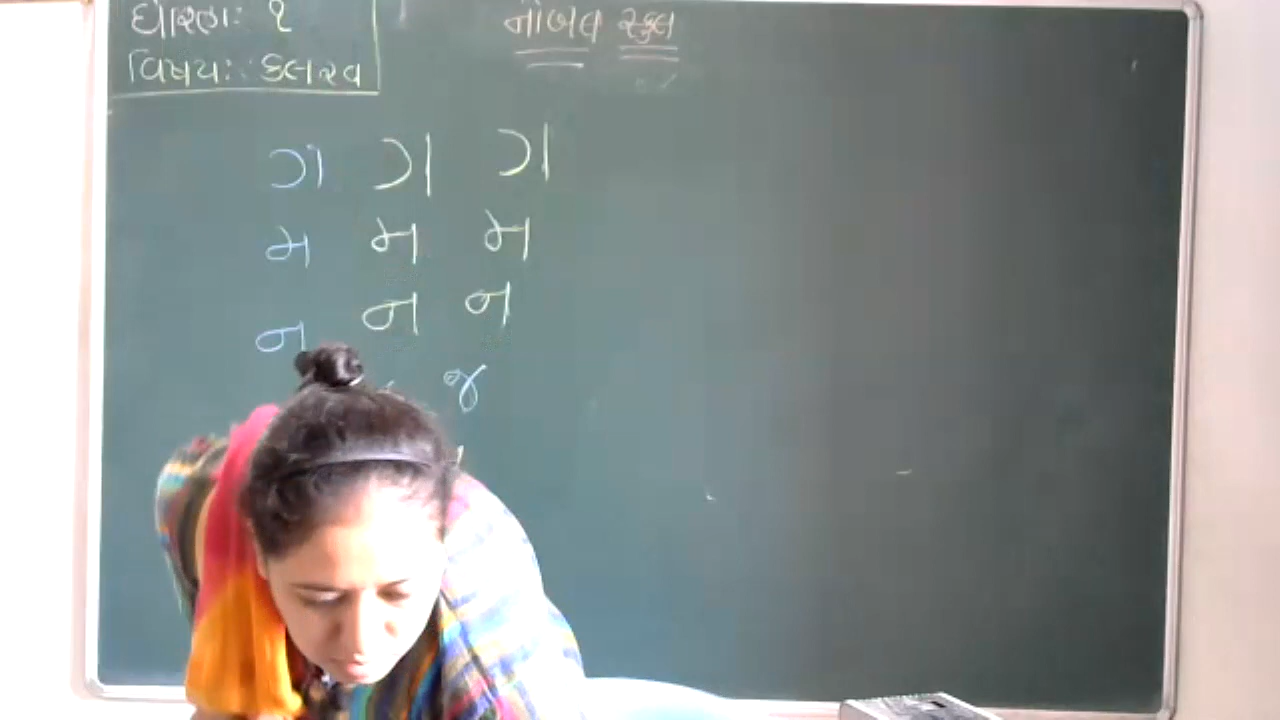 ધોરણ: ૧
વિષય: કલરવ
નોબલ સ્કુલ
ગ ગ ગ
મ મ મ
ન ન ન
જ